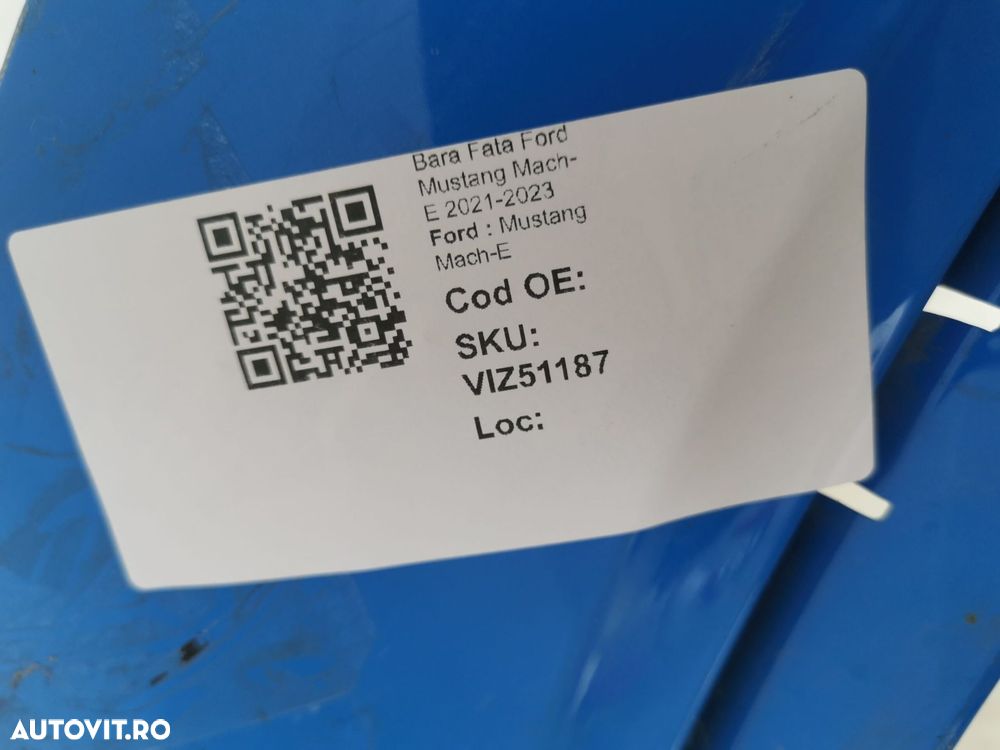 Bara Fata Ford
Mustang Mach-
E 2021-2023
Ford : Mustang
Mach-E
Cod OE:
SKU:
VIZ51187
Loc:
AUTOVIT.RO